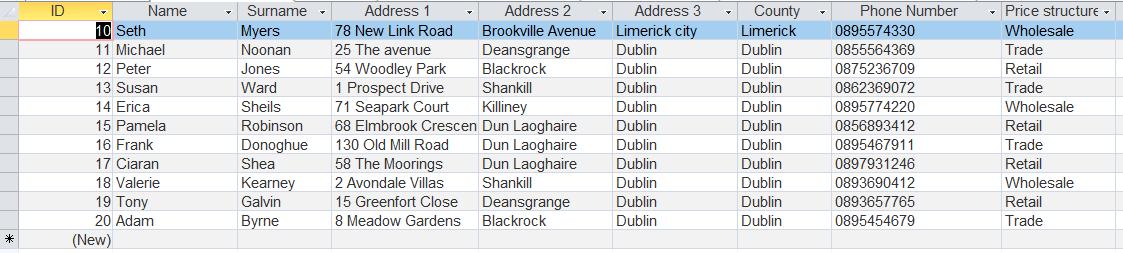 ID Name Surname Address 1 Address 2 Address 3 County Phone Number Price structure
10 Seth Myers 78 New Link Road Brookville Avenue Limerick city Limerick 0895574330 Wholesale
11 Michael Noonan 25 The avenue Deansgrange Dublin Dublin 0855564369 Trade
12 Peter Jones 54 Woodley Park Blackrock Dublin Dublin 0875236709 Retail
13 Susan Ward 1 Prospect Drive Shankill Dublin Dublin 0862369072 Trade
14 Erica Sheils 71 Seapark Court Killiney Dublin Dublin 0895774220 Wholesale
15 Pamela Robinson 68 Elmbrook Crescen Dun Laoghaire Dublin Dublin 0856893412 Retail
16 Frank Donoghue 130 Old Mill Road Dun Laoghaire Dublin Dublin 0895467911 Trade
17 Ciaran Shea 58 The Moorings Dun Laoghaire Dublin Dublin 0897931246 Retail
18 Valerie Kearney 2 Avondale Villas Shankill Dublin Dublin 0893690412 Wholesale
19 Tony Galvin 15 Greenfort Close Deansgrange Dublin Dublin 0893657765 Retail
20 Adam Byrne 8 Meadow Gardens Blackrock Dublin Dublin 0895454679 Trade
(New)